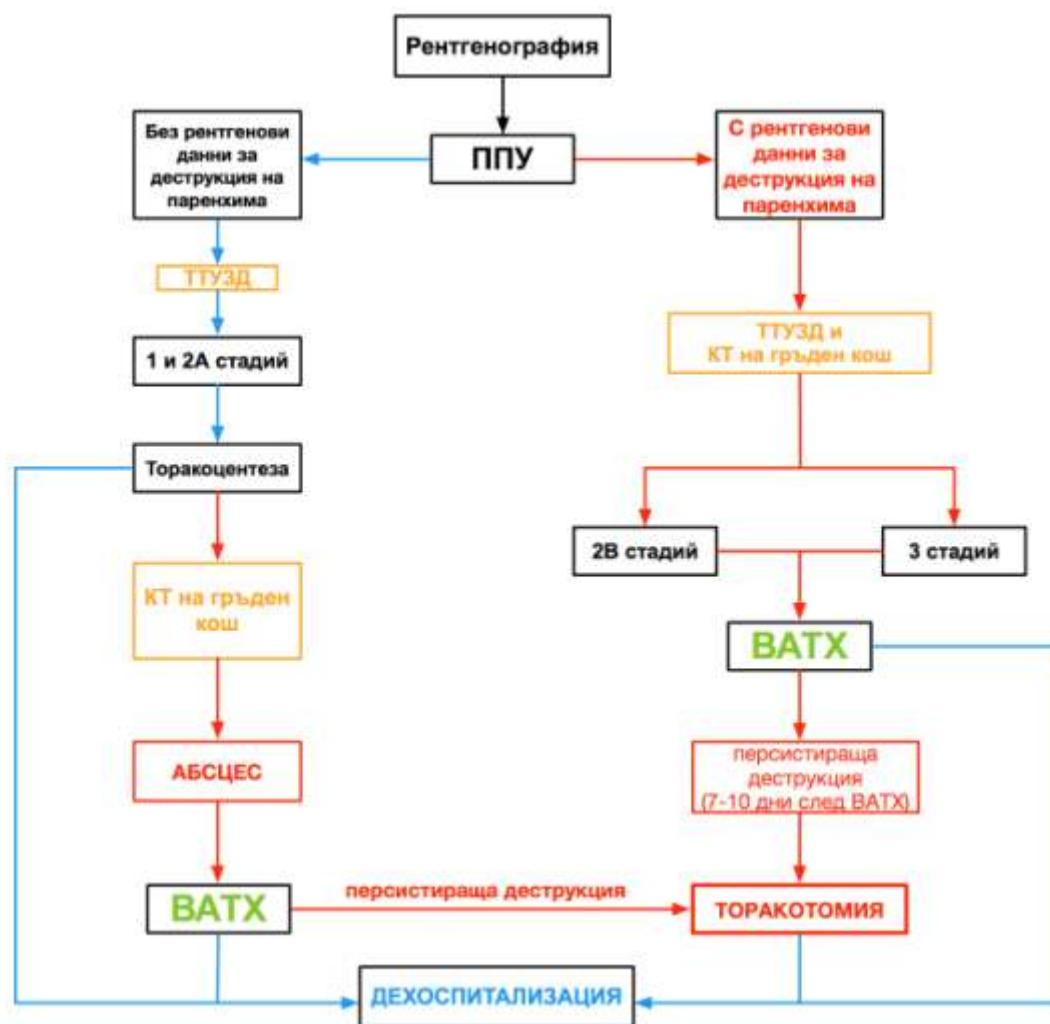 Рентгенография
ППУ
Без рентгенови
данни за
деструкция на
паренхима
С рентгенови
данни за
деструкция на
паренхима
ТТУЗД
ТТУЗД и
КТ на гръден кош
1 и 2А стадий
Торакоцентеза
2В стадий
3 стадий
КТ на гръден
кош
ВАТХ
АБСЦЕС
персистираща
деструкция
(7-10 дни след ВАТХ)
ВАТХ
персистираща деструкция
ТОРАКОТОМИЯ
ДЕХОСПИТАЛИЗАЦИЯ